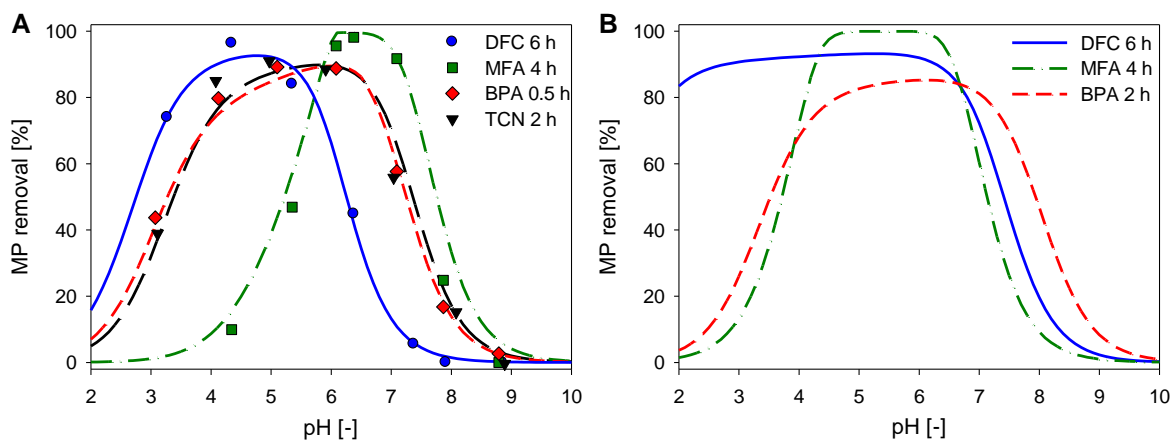 A
MP removal [%]
100
80
60
40
20
0
2 3 4 5 6 7 8 9 10
pH [-]
DFC 6 h
MFA 4 h
BPA 0.5 h
TCN 2 h
B
MP removal [%]
100
80
60
40
20
0
2 3 4 5 6 7 8 9 10
pH [-]
DFC 6 h
MFA 4 h
BPA 2 h